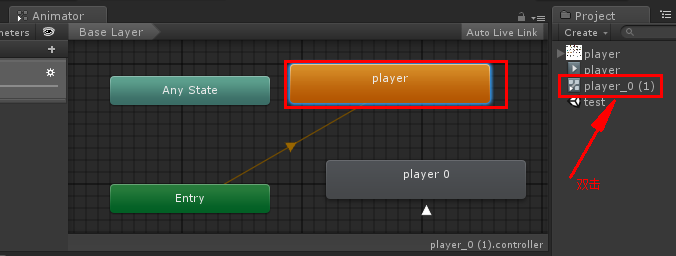 Animator
Project
meters
Base Layer
Auto Live Link
Create
player
player
player_0 (1)
test
Any State
player
player 0
Entry
双击
player_0 (1).controller